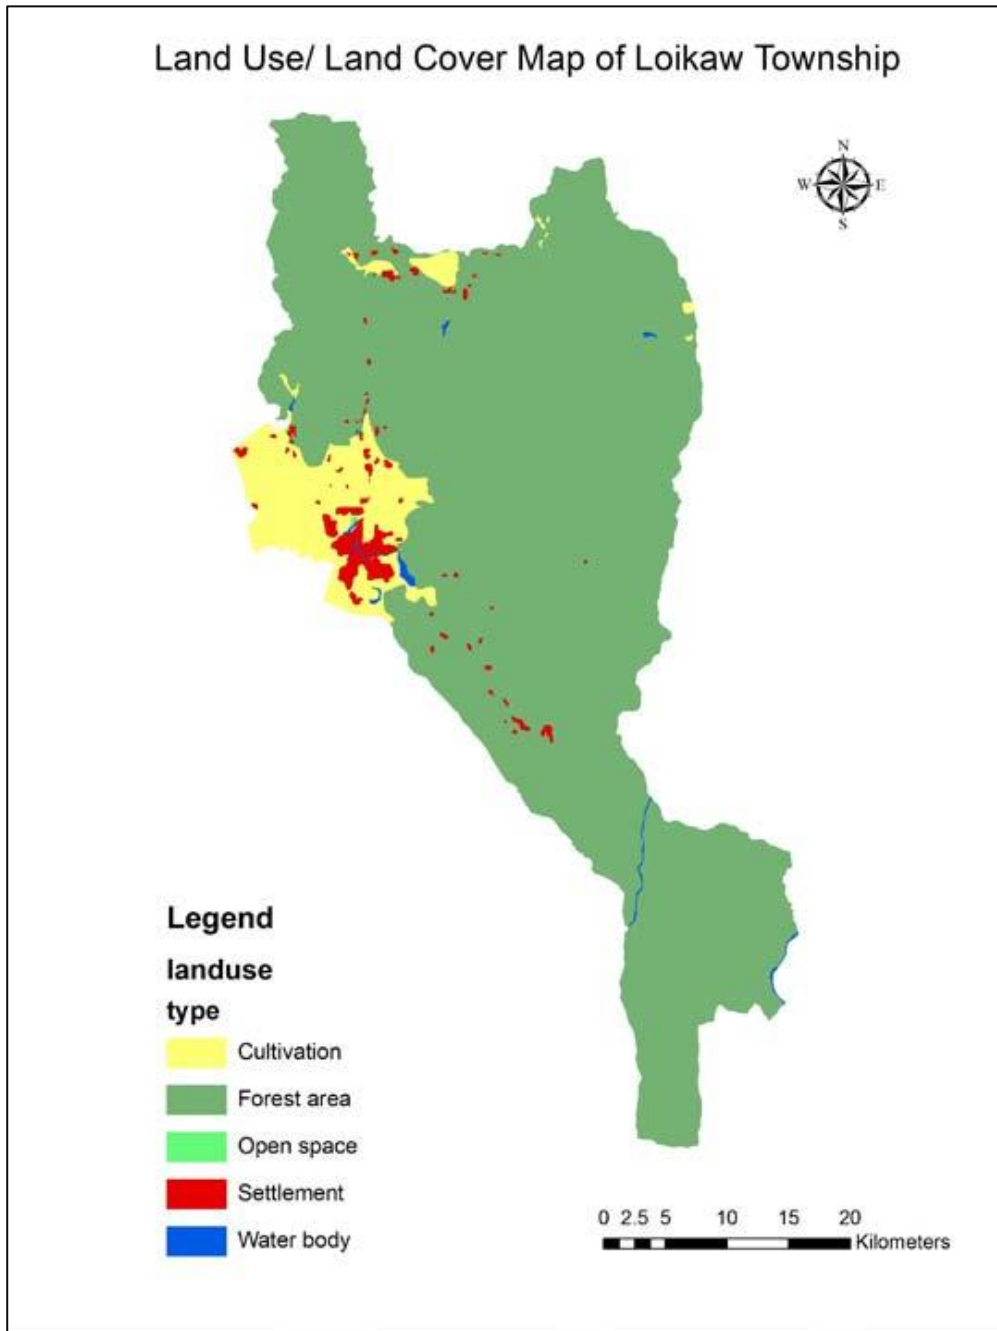 Land Use/ Land Cover Map of Loikaw Township
N
W E
S
Legend
landuse
type
Cultivation
Forest area
Open space
Settlement
Water body
0 2.5 5 10 15 20
Kilometers